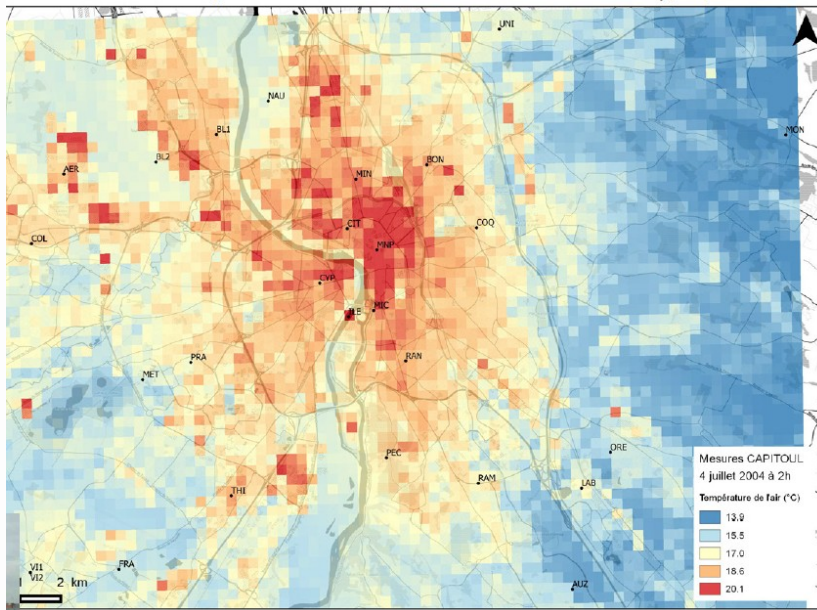 UNI
NAU
MON
BL1
BL2
BON
AER
MIN
CIT
COQ
COL
MNP
CYP
MIC
ILE
PRA
RAN
MET
ORE
PEC
RAM
LAB
THI
VI1
FRA
VI2
AUZ
2 km
Mesures CAPITOUL
4 juillet 2004 à 2h
Température de l'air (°C)
13.9
15.5
17.0
18.6
20.1